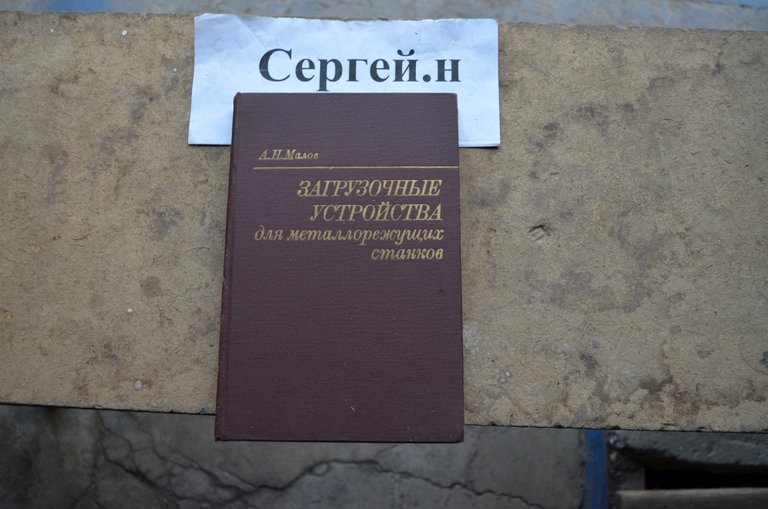 Сергей.н
А.Н.Малов
ЗАГРУЗОЧНЫЕ
УСТРОЙСТВА
для металлорежущих
станков